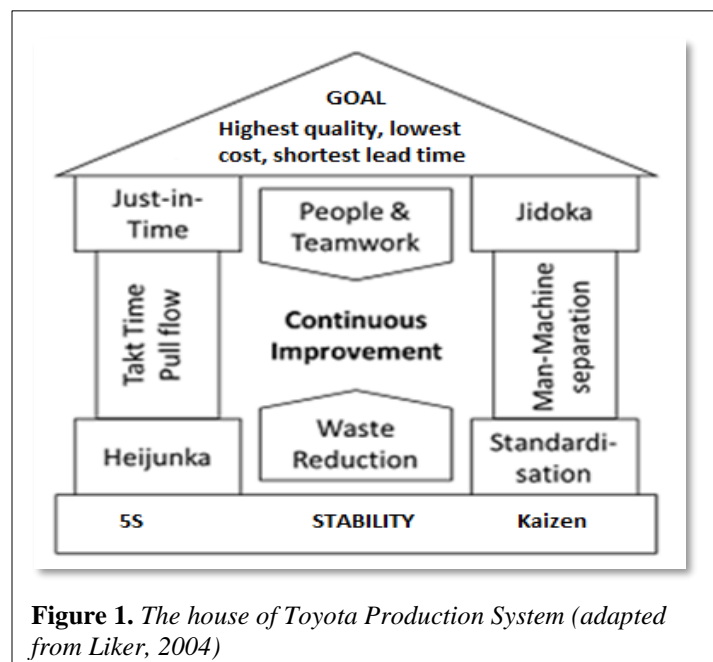 GOAL
Highest quality, lowest
cost, shortest lead time
Just-in-
Time
People &
Teamwork
Jidoka
Takt Time
Pull flow
Continuous
Improvement
Man-Machine
separation
Heijunka
Waste
Reduction
Standardi-
sation
5S STABILITY Kaizen
Figure 1. The house of Toyota Production System (adapted
from Liker, 2004)